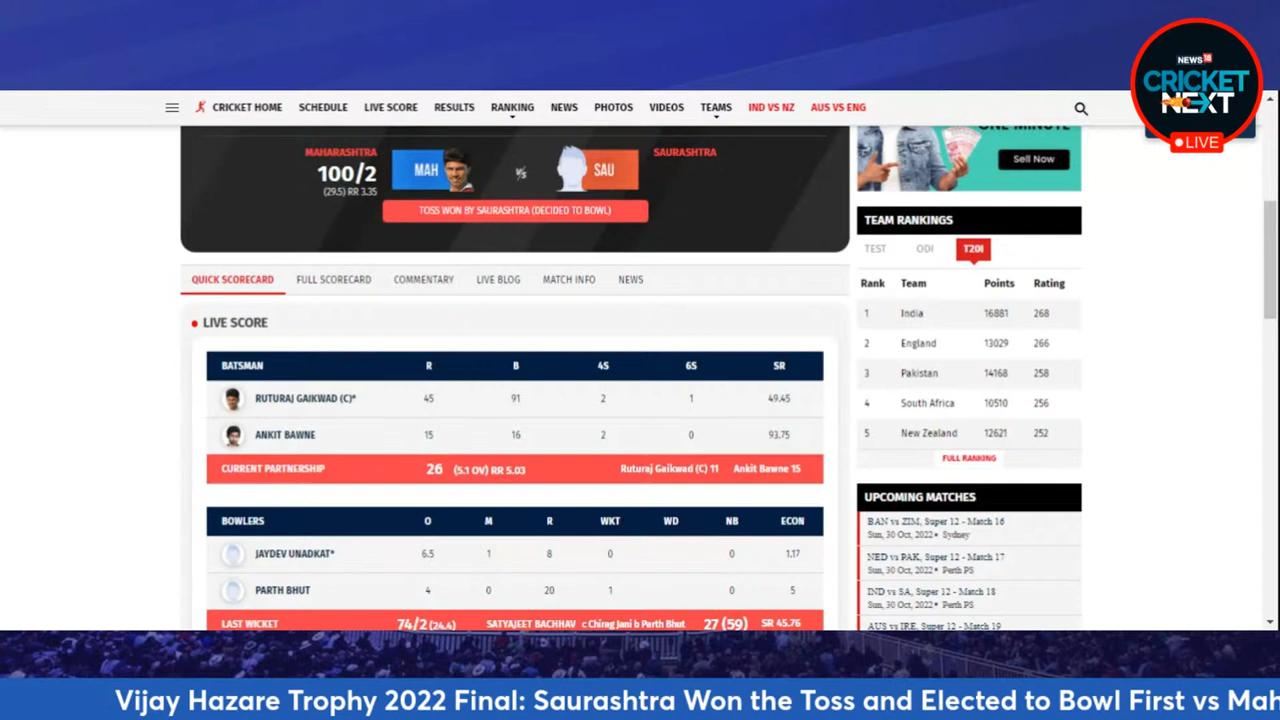 NEWS18
CRICKET
NEXT
LIVE
CRICKET HOME SCHEDULE LIVE SCORE RESULTS RANKING NEWS PHOTOS VIDEOS TEAMS IND VS NZ AUS VS ENG
MAHARASHTRA
100/2
(29.5) RR 3.35
MAH
V/S
SAU
SAURASHTRA
TOSS WON BY SAURASHTRA (DECIDED TO BOWL)
ONE MINUTE
Sell Now
QUICK SCORECARD FULL SCORECARD COMMENTARY LIVE BLOG MATCH INFO NEWS
LIVE SCORE
BATSMAN R B 4S 6S SR
RUTURAJ GAIKWAD (C)* 45 91 2 1 49.45
ANKIT BAWNE 15 16 2 0 93.75
CURRENT PARTNERSHIP 26 (5.1 OV) RR 5.03 Ruturaj Gaikwad (C) 11 Ankit Bawne 15
BOWLERS O M R WKT WD NB ECON
JAYDEV UNADKAT* 6.5 1 8 0 0 1.17
PARTH BHUT 4 0 20 1 0 5
LAST WICKET 74/2 (24.4) SATYAJEET BACHHAV c Chirag Jani b Parth Bhut 27 (59) SR 45.76
TEAM RANKINGS
TEST ODI T20I
Rank Team Points Rating
1 India 16881 268
2 England 13029 266
3 Pakistan 14168 258
4 South Africa 10510 256
5 New Zealand 12621 252
FULL RANKING
UPCOMING MATCHES
BAN vs ZIM, Super 12 - Match 16
Sun, 30 Oct, 2022 • Sydney
NED vs PAK, Super 12 - Match 17
Sun, 30 Oct, 2022 • Perth PS
IND vs SA, Super 12 - Match 18
Sun, 30 Oct, 2022 • Perth PS
AUS vs IRE, Super 12 - Match 19
Vijay Hazare Trophy 2022 Final: Saurashtra Won the Toss and Elected to Bowl First vs Mah